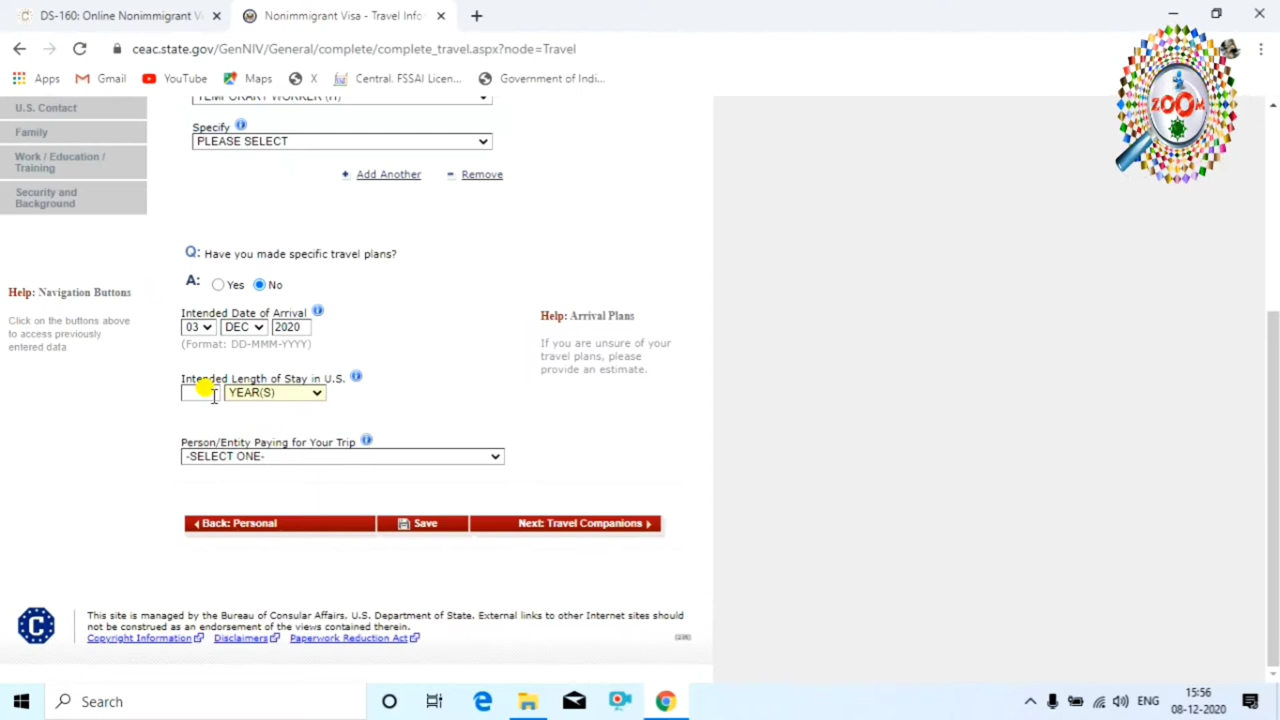 DS-160: Online Nonimmigrant V
Nonimmigrant Visa - Travel Info
ceac.state.gov/GenNIV/General/complete/complete_travel.aspx?node=Travel
Apps
Gmail
YouTube
Maps
X
Central. FSSAI Licen...
Government of Indi...
ZOOM
U.S. Contact
Family
Work / Education /
Training
Security and
Background
Help: Navigation Buttons
Click on the buttons above
to access previously
entered data
TEMPORARY WORKER (H)
Specify
PLEASE SELECT
Add Another
Remove
Q: Have you made specific travel plans?
A: Yes No
Intended Date of Arrival
03 DEC 2020
(Format: DD-MMM-YYYY)
Intended Length of Stay in U.S.
YEAR(S)
Person/Entity Paying for Your Trip
-SELECT ONE-
Help: Arrival Plans
If you are unsure of your
travel plans, please
provide an estimate.
Back: Personal
Save
Next: Travel Companions
This site is managed by the Bureau of Consular Affairs, U.S. Department of State. External links to other Internet sites should
not be construed as an endorsement of the views contained therein.
Copyright Information Disclaimers Paperwork Reduction Act
Search
ENG
15:56
08-12-2020